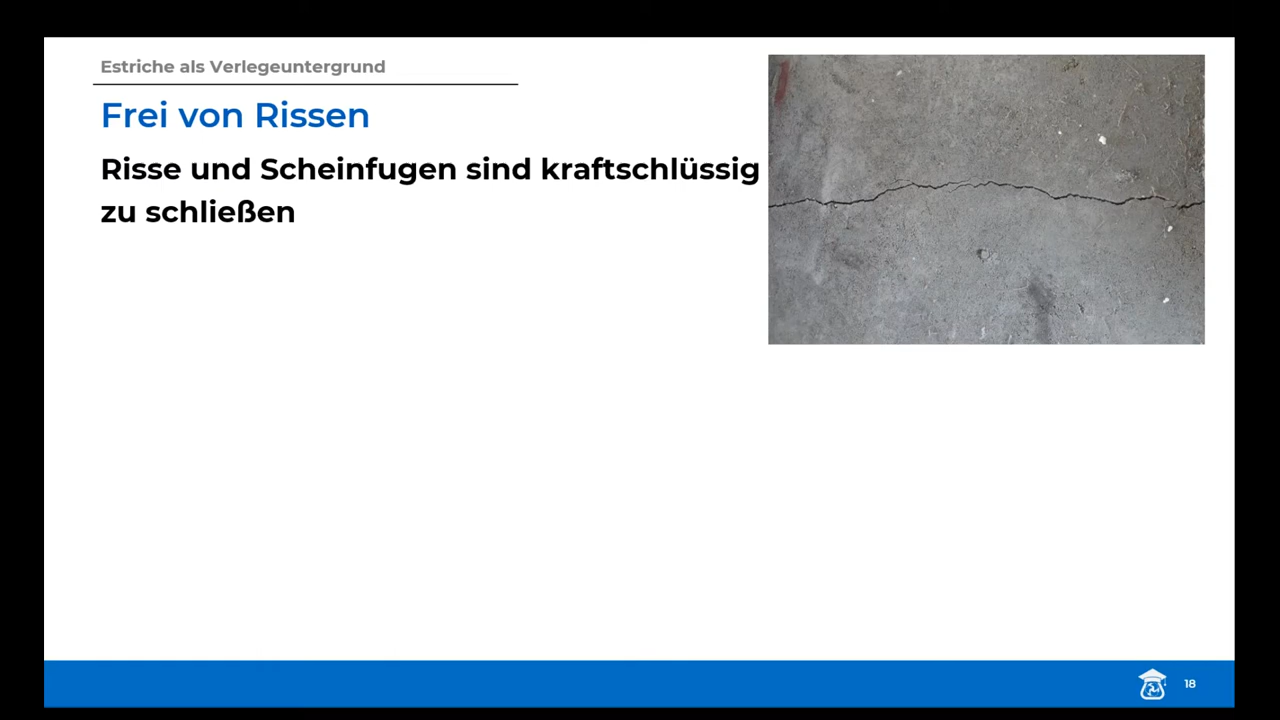 Estriche als Verlegeuntergrund
Frei von Rissen
Risse und Scheinfugen sind kraftschlüssig
zu schließen
18